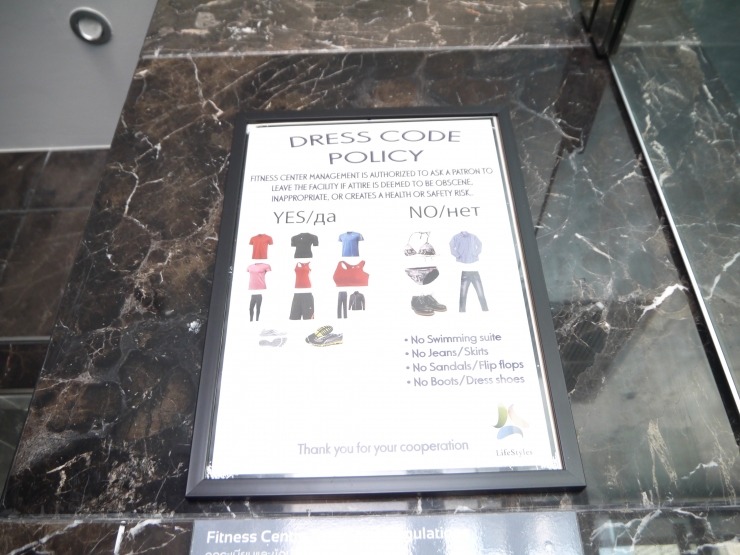 DRESS CODE
POLICY
FITNESS CENTER MANAGEMENT IS AUTHORIZED TO ASK A PATRON TO
LEAVE THE FACILITY IF ATTIRE IS DEEMED TO BE OBSCENE,
INAPPROPRIATE, OR CREATES A HEALTH OR SAFETY RISK.
YES/да
NO/нет
• No Swimming suite
• No Jeans/Skirts
• No Sandals/Flip flops
• No Boots/Dress shoes
Thank you for your cooperation
LifeStyles
Fitness